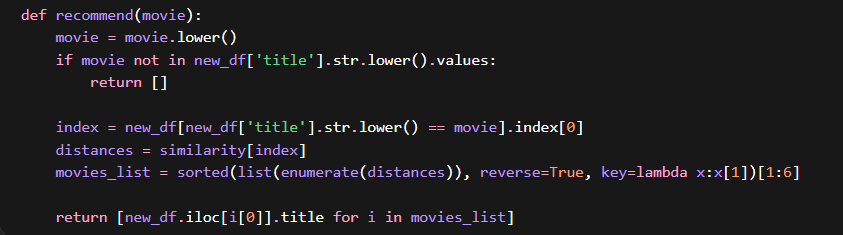 def recommend(movie):
    movie = movie.lower()
    if movie not in new_df['title'].str.lower().values:
        return []

    index = new_df[new_df['title'].str.lower() == movie].index[0]
    distances = similarity[index]
    movies_list = sorted(list(enumerate(distances)), reverse=True, key=lambda x:x[1])[1:6]

    return [new_df.iloc[i[0]].title for i in movies_list]